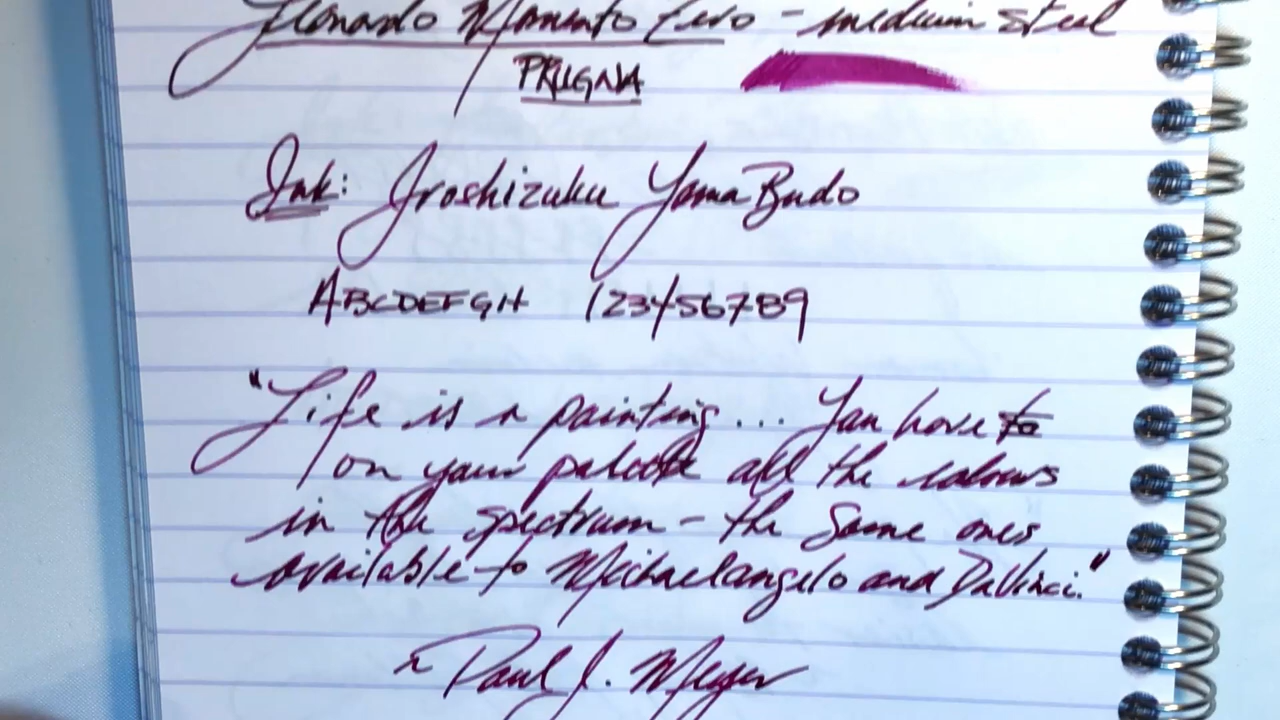 Leonardo Momento Zero - medium steel
PRUGNA
Ink: Iroshizuku Yama Budo
ABCDEFGH 123456789
"Life is a painting... You have to
on your palette all the colours
in the spectrum - the same ones
available to Michaelangelo and DaVinci."
~ Paul J. Meyer